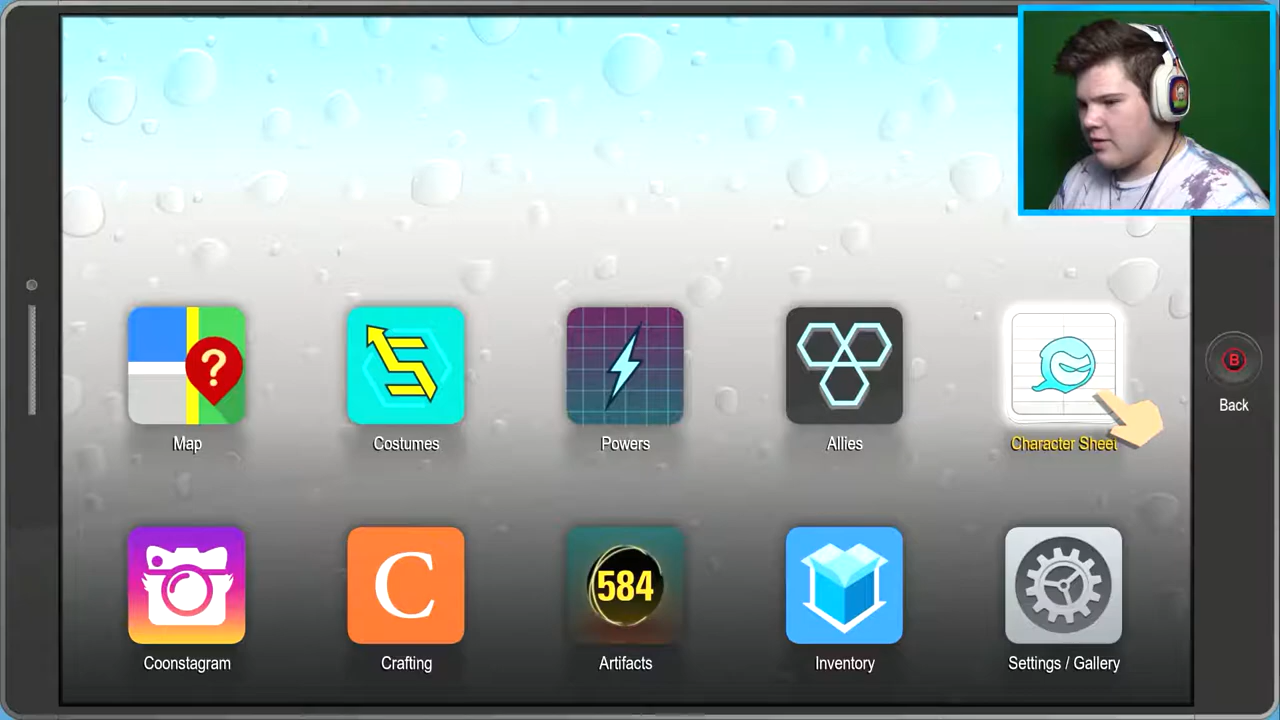 ?
Map
Costumes
Powers
Allies
Character Sheet
B
Back
Coonstagram
C
Crafting
584
Artifacts
Inventory
Settings / Gallery